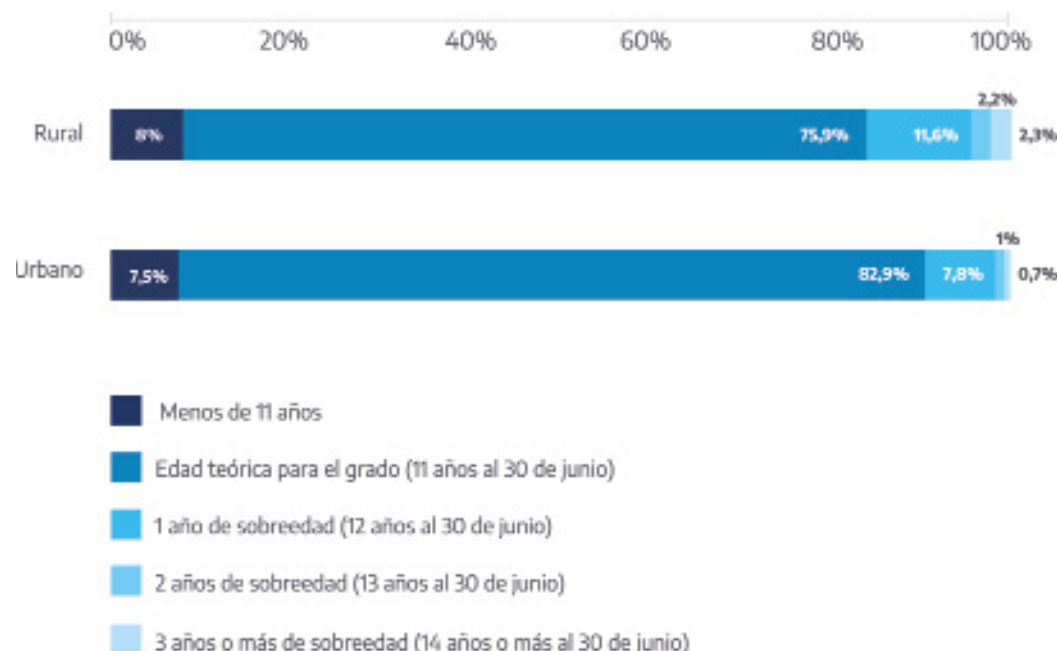 0% 20% 40% 60% 80% 100%
2,2%
Rural 8% 75,9% 11,6% 2,3%
1%
Urbano 7,5% 82,9% 7,8% 0,7%
Menos de 11 años
Edad teórica para el grado (11 años al 30 de junio)
1 año de sobreedad (12 años al 30 de junio)
2 años de sobreedad (13 años al 30 de junio)
3 años o más de sobreedad (14 años o más al 30 de junio)